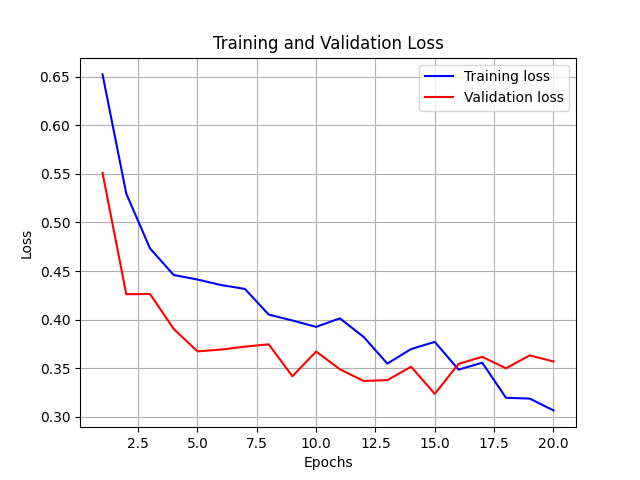 Training and Validation Loss
Training loss
Validation loss
0.65
0.60
0.55
0.50
0.45
0.40
0.35
0.30
Loss
2.5 5.0 7.5 10.0 12.5 15.0 17.5 20.0
Epochs